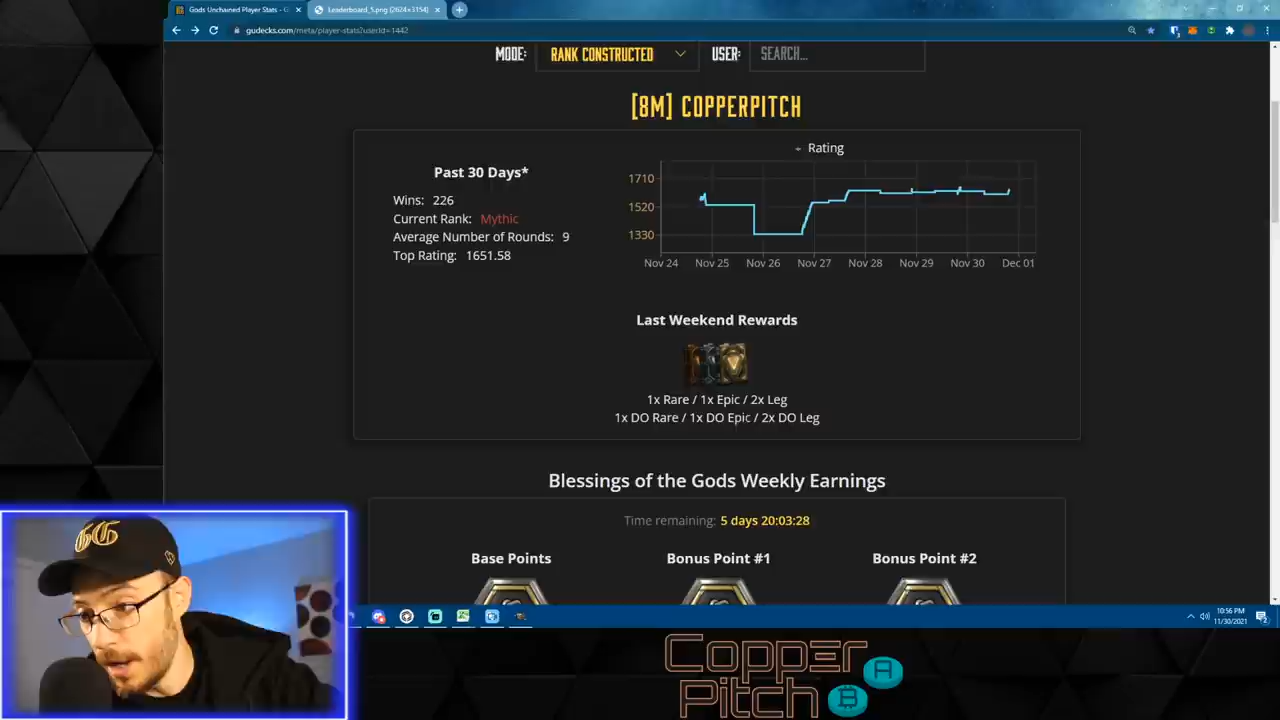 Gods Unchained Player Stats - G
Leaderboard_5.png (2624×3154)
gudecks.com/meta/player-stats?userId=1442
MODE:
RANK CONSTRUCTED
USER:
SEARCH...
[8M] COPPERPITCH
Past 30 Days*
Wins: 226
Current Rank: Mythic
Average Number of Rounds: 9
Top Rating: 1651.58
Rating
1710
1520
1330
Nov 24
Nov 25
Nov 26
Nov 27
Nov 28
Nov 29
Nov 30
Dec 01
Last Weekend Rewards
1x Rare / 1x Epic / 2x Leg
1x DO Rare / 1x DO Epic / 2x DO Leg
Blessings of the Gods Weekly Earnings
Time remaining: 5 days 20:03:28
Base Points
Bonus Point #1
Bonus Point #2
10:56 PM
11/30/2021
Copper
Pitch
A
B